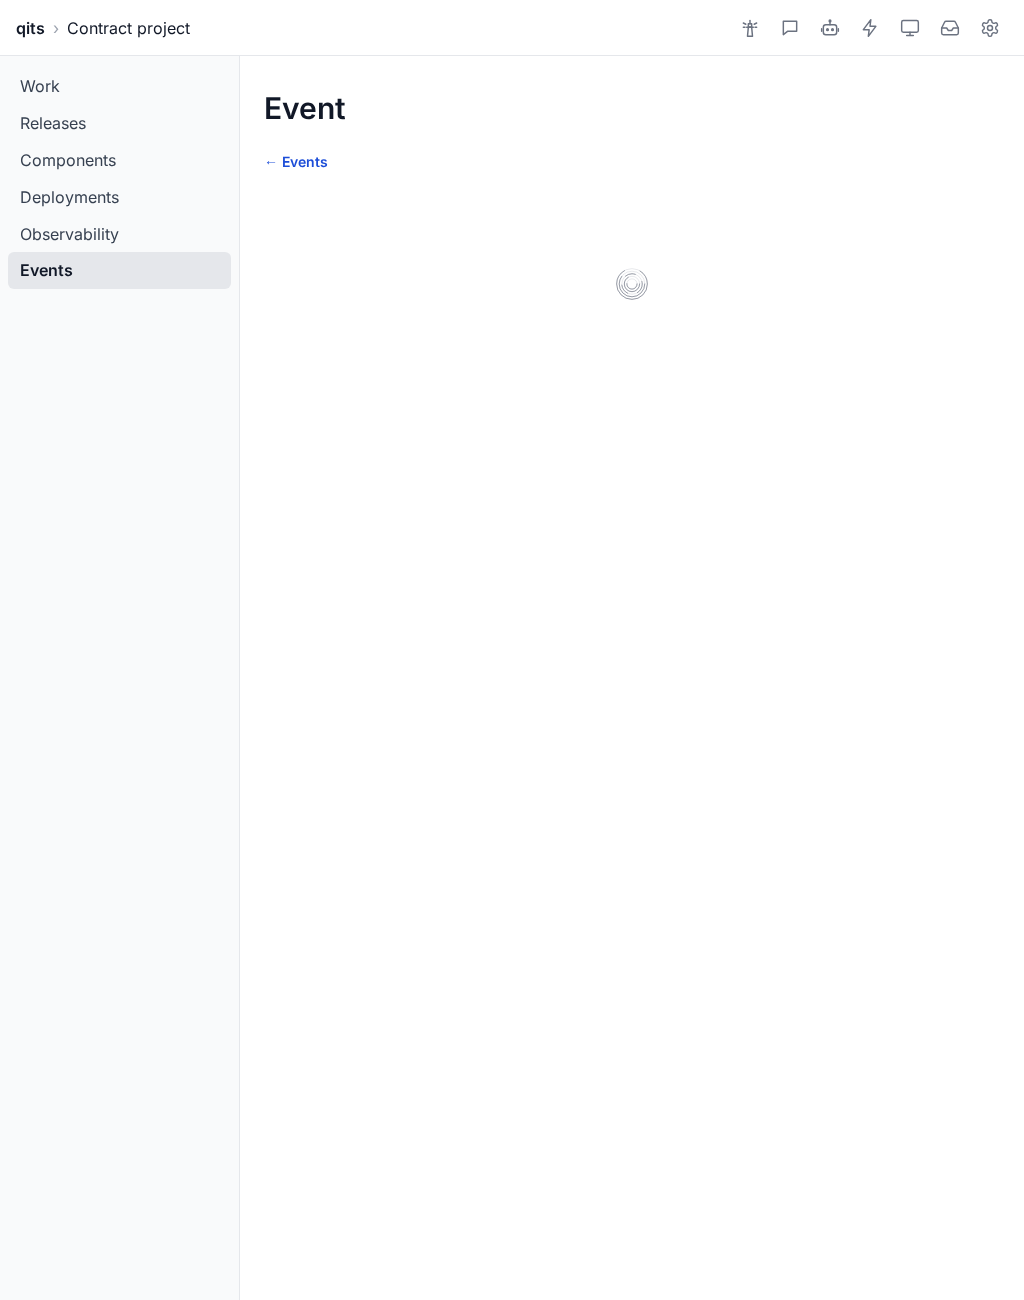 qits › Contract project
Work
Releases
Components
Deployments
Observability
Events
Event
← Events